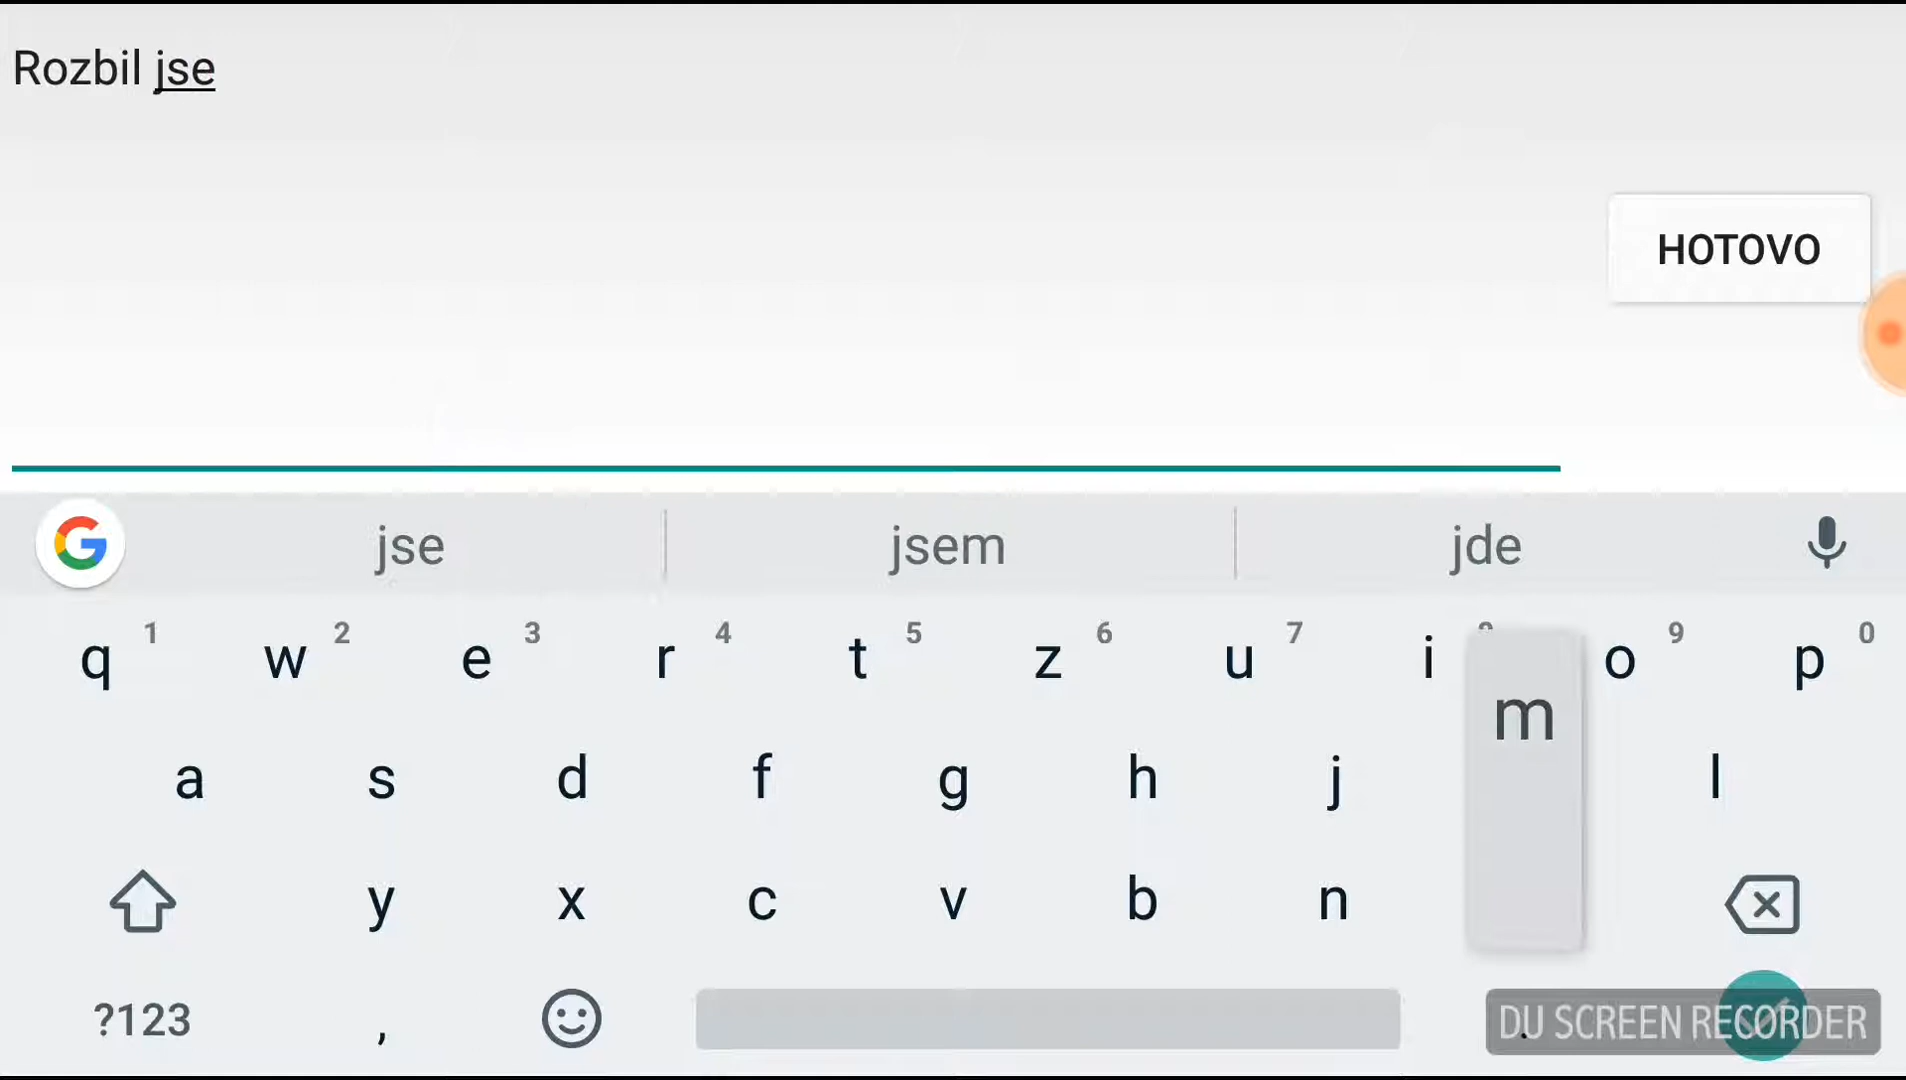 Rozbil jse
HOTOVO
jse jsem jde
q 1 w 2 e 3 r 4 t 5 z 6 u 7 i o 9 p 0
m
a s d f g h j l
y x c v b n
?123 , DU SCREEN RECORDER